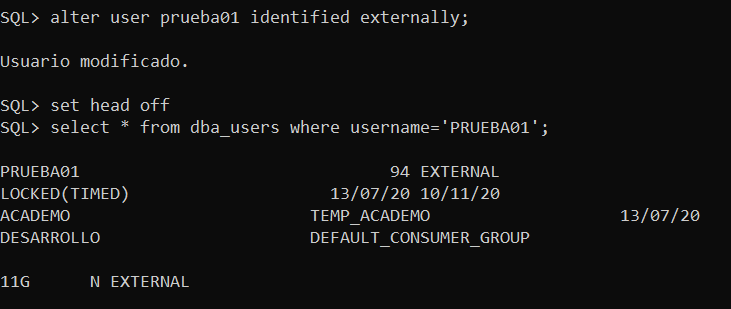 SQL> alter user prueba01 identified externally;
Usuario modificado.
SQL> set head off
SQL> select * from dba_users where username='PRUEBA01';
PRUEBA01 94 EXTERNAL
LOCKED(TIMED) 13/07/20 10/11/20
ACADEMO TEMP_ACADEMO 13/07/20
DESARROLLO DEFAULT_CONSUMER_GROUP
11G N EXTERNAL